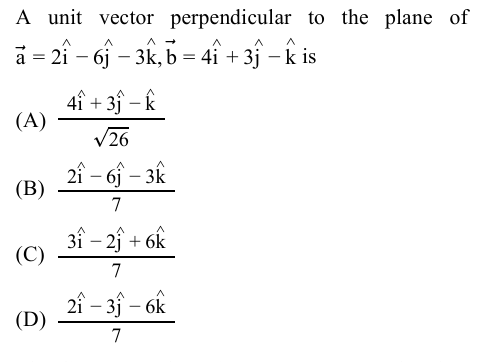 A unit vector perpendicular to the plane of
$\vec{a} = 2\hat{i} - 6\hat{j} - 3\hat{k}, \vec{b} = 4\hat{i} + 3\hat{j} - \hat{k}$ is
(A) $\frac{4\hat{i} + 3\hat{j} - \hat{k}}{\sqrt{26}}$
(B) $\frac{2\hat{i} - 6\hat{j} - 3\hat{k}}{7}$
(C) $\frac{3\hat{i} - 2\hat{j} + 6\hat{k}}{7}$
(D) $\frac{2\hat{i} - 3\hat{j} - 6\hat{k}}{7}$